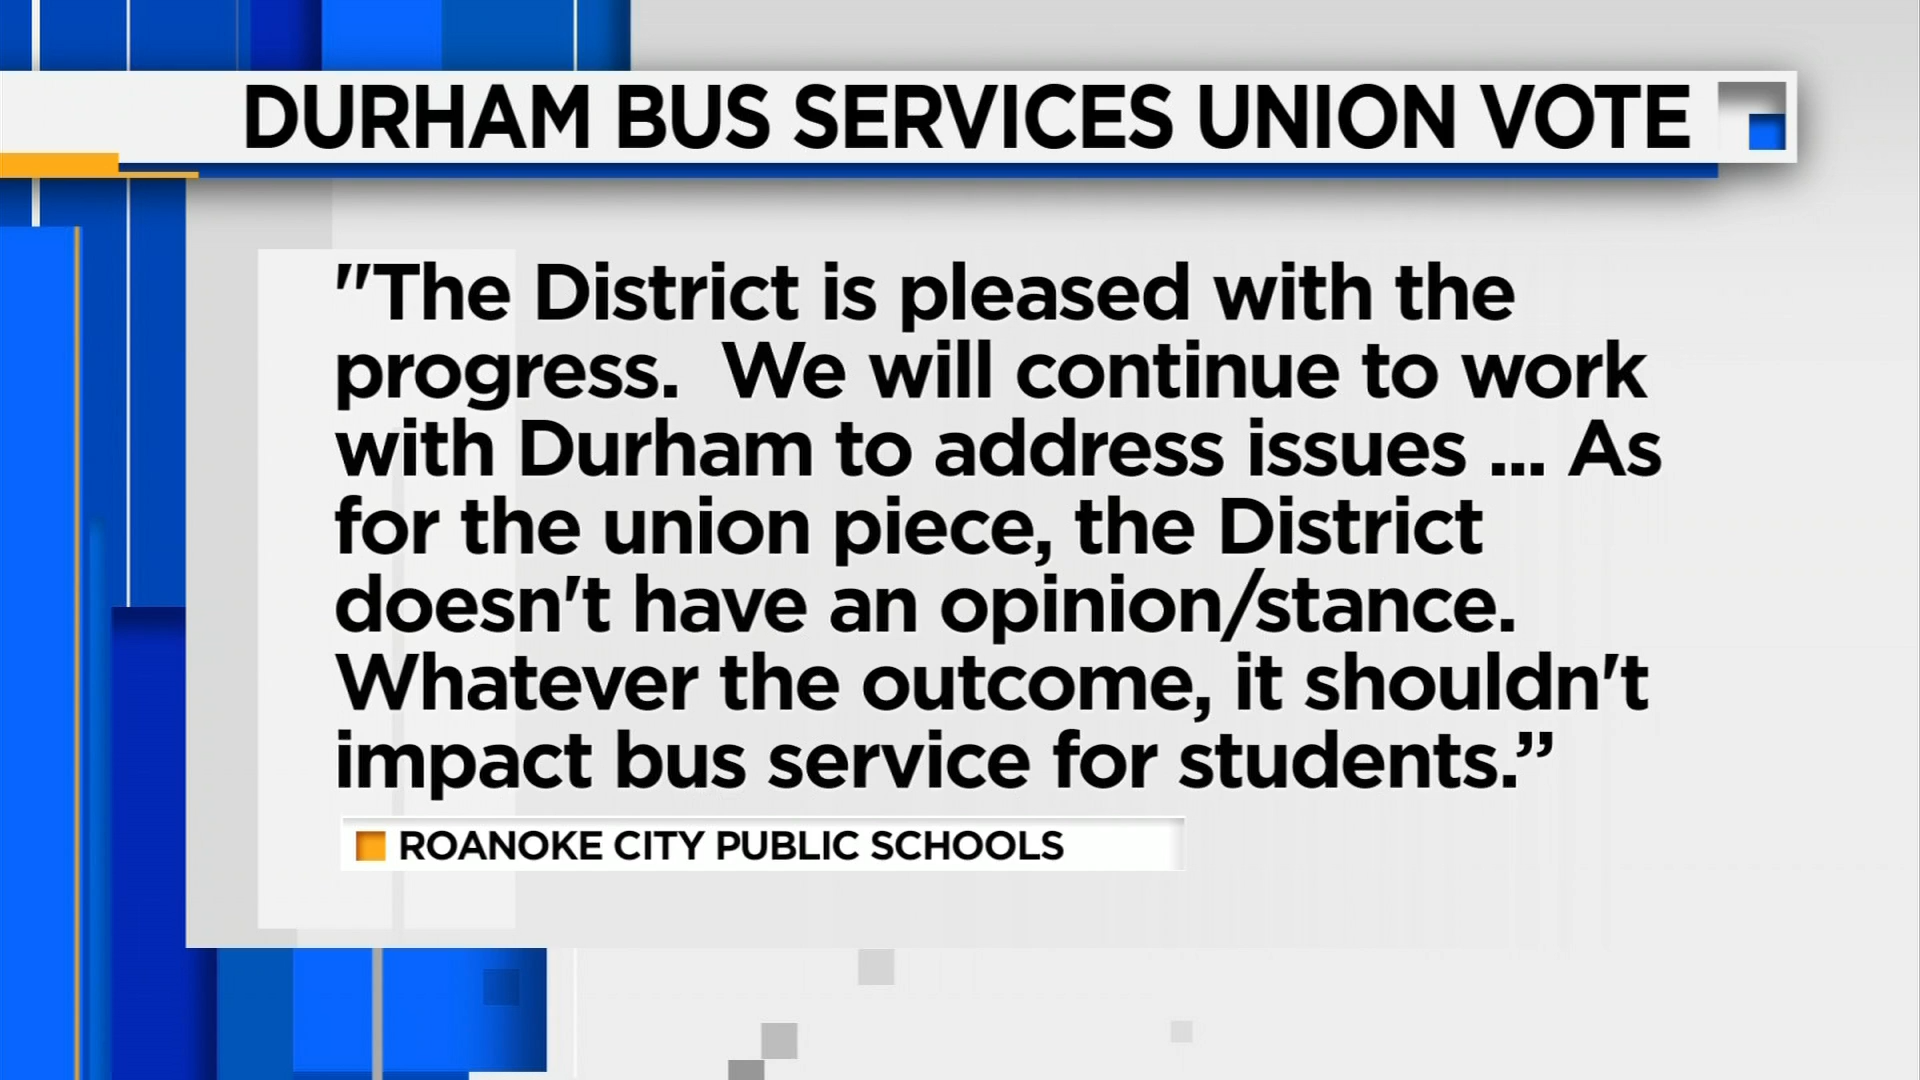 DURHAM BUS SERVICES UNION VOTE
"The District is pleased with the
progress.  We will continue to work
with Durham to address issues ... As
for the union piece, the District
doesn't have an opinion/stance.
Whatever the outcome, it shouldn't
impact bus service for students.”
ROANOKE CITY PUBLIC SCHOOLS